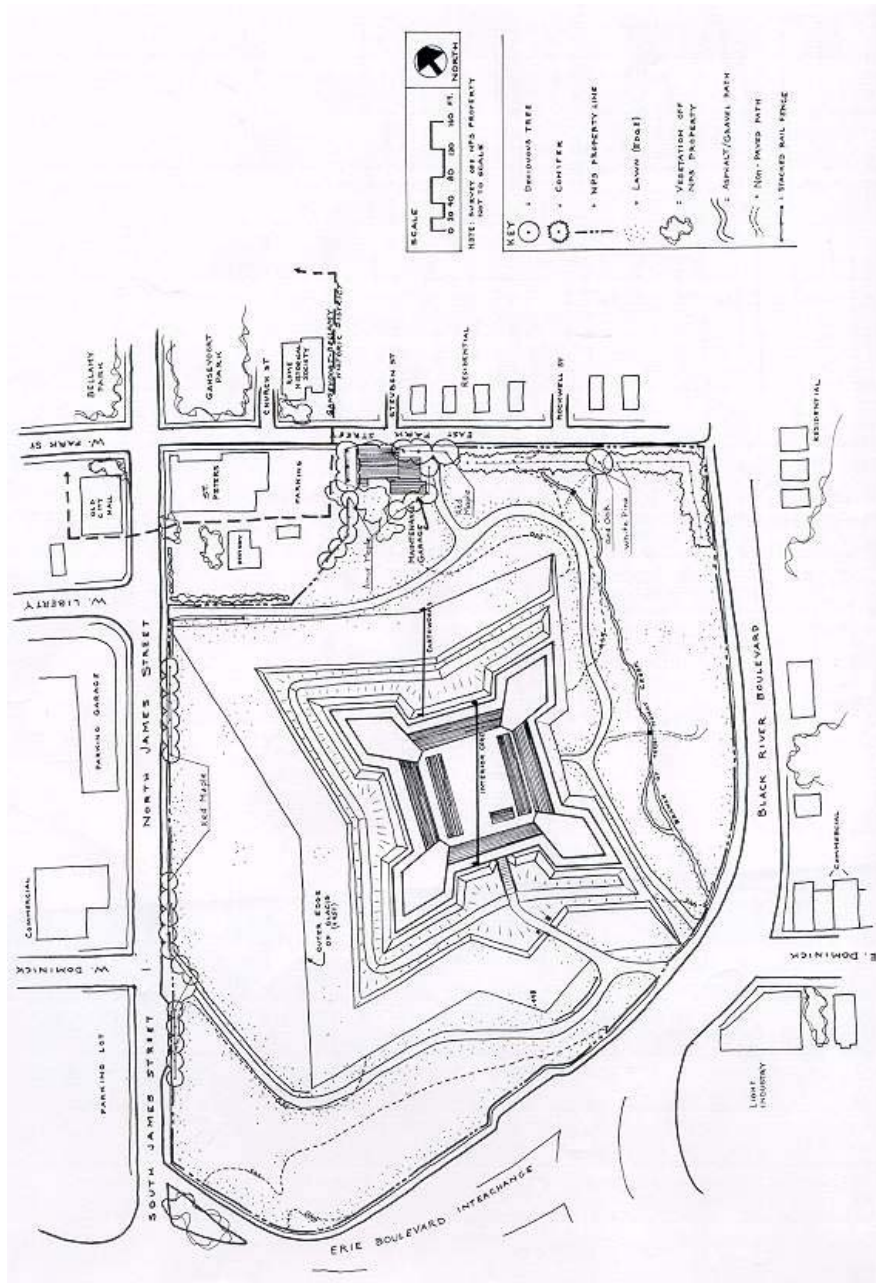 SCALE
0 20 40 80 120 160 FT.
NORTH
NOTE: SURVEY OFF NPS PROPERTY
NOT TO SCALE
KEY
= DECIDUOUS TREE
= CONIFER
= NPS PROPERTY LINE
= LAWN (EDGE)
= VEGETATION OFF
NPS PROPERTY
= ASPHALT/GRAVEL PATH
= NON-PAVED PATH
= STACKED RAIL FENCE
BELLAMY
PARK
GANSEVOORT
PARK
CHURCH ST
ROME
HISTORICAL
SOCIETY
GANSEVOORT-BELLAMY
HISTORIC DISTRICT
STEUBEN ST
RESIDENTIAL
ROCKWELL ST
RESIDENTIAL
W. PARK ST
EAST PARK STREET
OLD
CITY
HALL
ST.
PETERS
PARKING
MAINTENANCE
GARAGE
Red
Maple
Red Oak
White Pine
W. LIBERTY
PARKING GARAGE
NORTH JAMES STREET
Red Maple
EARTHWORKS
OUTER EDGE
OF GLACIS
BLACK RIVER BOULEVARD
COMMERCIAL
COMMERCIAL
W. DOMINICK
E. DOMINICK
PARKING LOT
SOUTH JAMES STREET
LIGHT
INDUSTRY
ERIE BOULEVARD INTERCHANGE